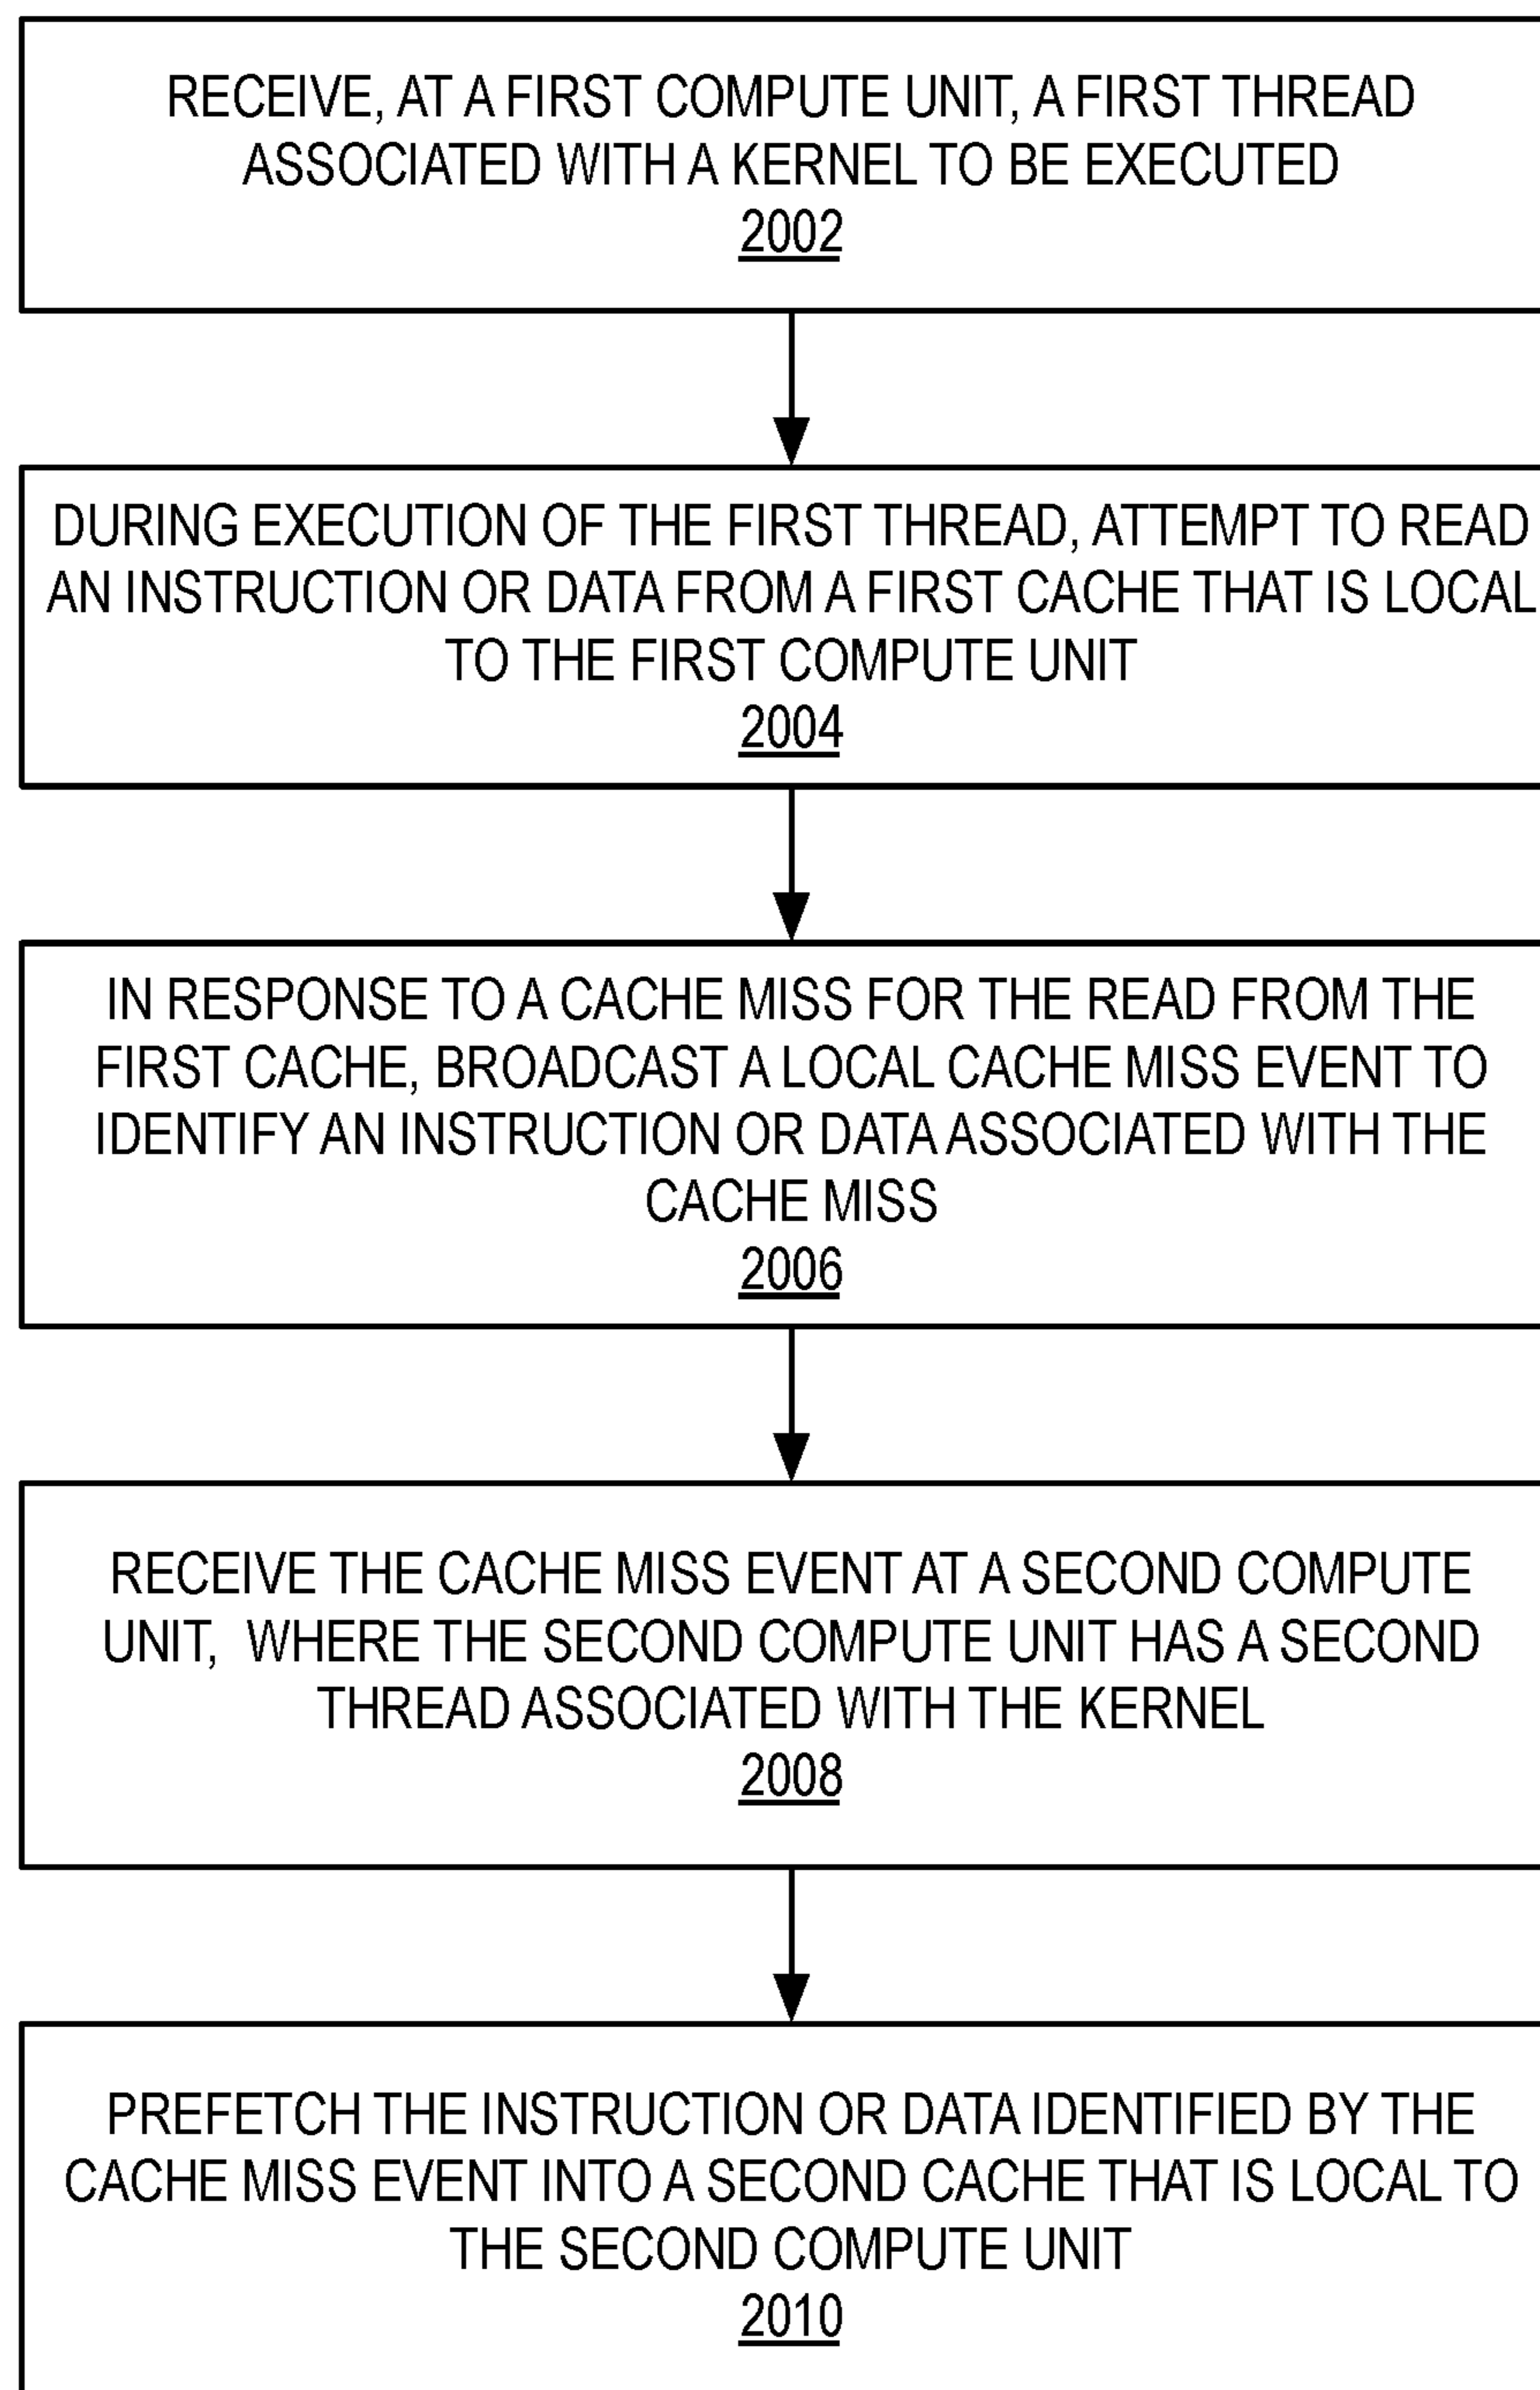 RECEIVE, AT A FIRST COMPUTE UNIT, A FIRST THREAD
ASSOCIATED WITH A KERNEL TO BE EXECUTED
2002
DURING EXECUTION OF THE FIRST THREAD, ATTEMPT TO READ
AN INSTRUCTION OR DATA FROM A FIRST CACHE THAT IS LOCAL
TO THE FIRST COMPUTE UNIT
2004
IN RESPONSE TO A CACHE MISS FOR THE READ FROM THE
FIRST CACHE, BROADCAST A LOCAL CACHE MISS EVENT TO
IDENTIFY AN INSTRUCTION OR DATA ASSOCIATED WITH THE
CACHE MISS
2006
RECEIVE THE CACHE MISS EVENT AT A SECOND COMPUTE
UNIT, WHERE THE SECOND COMPUTE UNIT HAS A SECOND
THREAD ASSOCIATED WITH THE KERNEL
2008
PREFETCH THE INSTRUCTION OR DATA IDENTIFIED BY THE
CACHE MISS EVENT INTO A SECOND CACHE THAT IS LOCAL TO
THE SECOND COMPUTE UNIT
2010